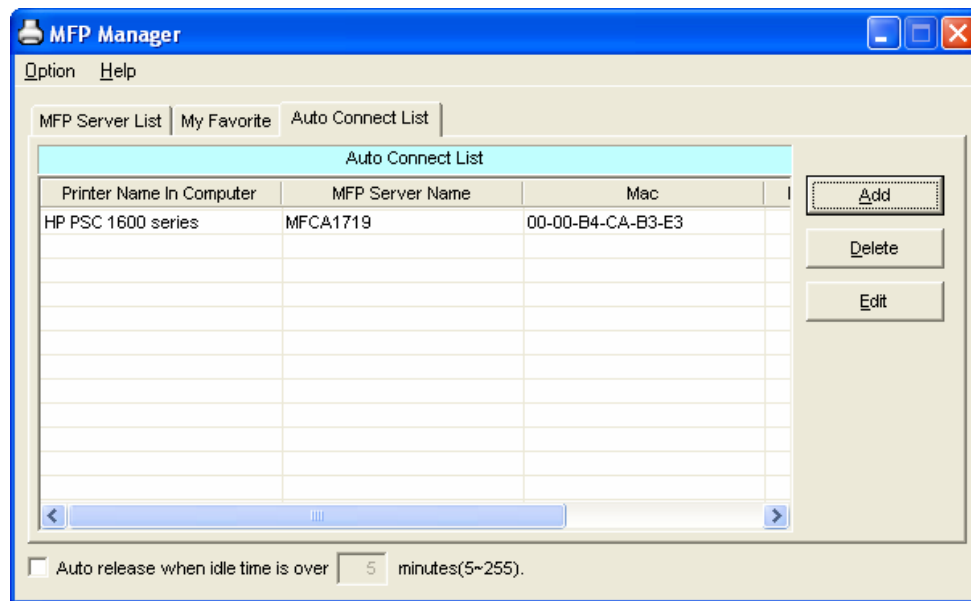 MFP Manager
Option Help
MFP Server List My Favorite Auto Connect List
Auto Connect List
Printer Name In Computer MFP Server Name Mac
Add
HP PSC 1600 series MFCA1719 00-00-B4-CA-B3-E3
Delete
Edit
Auto release when idle time is over 5 minutes(5~255).